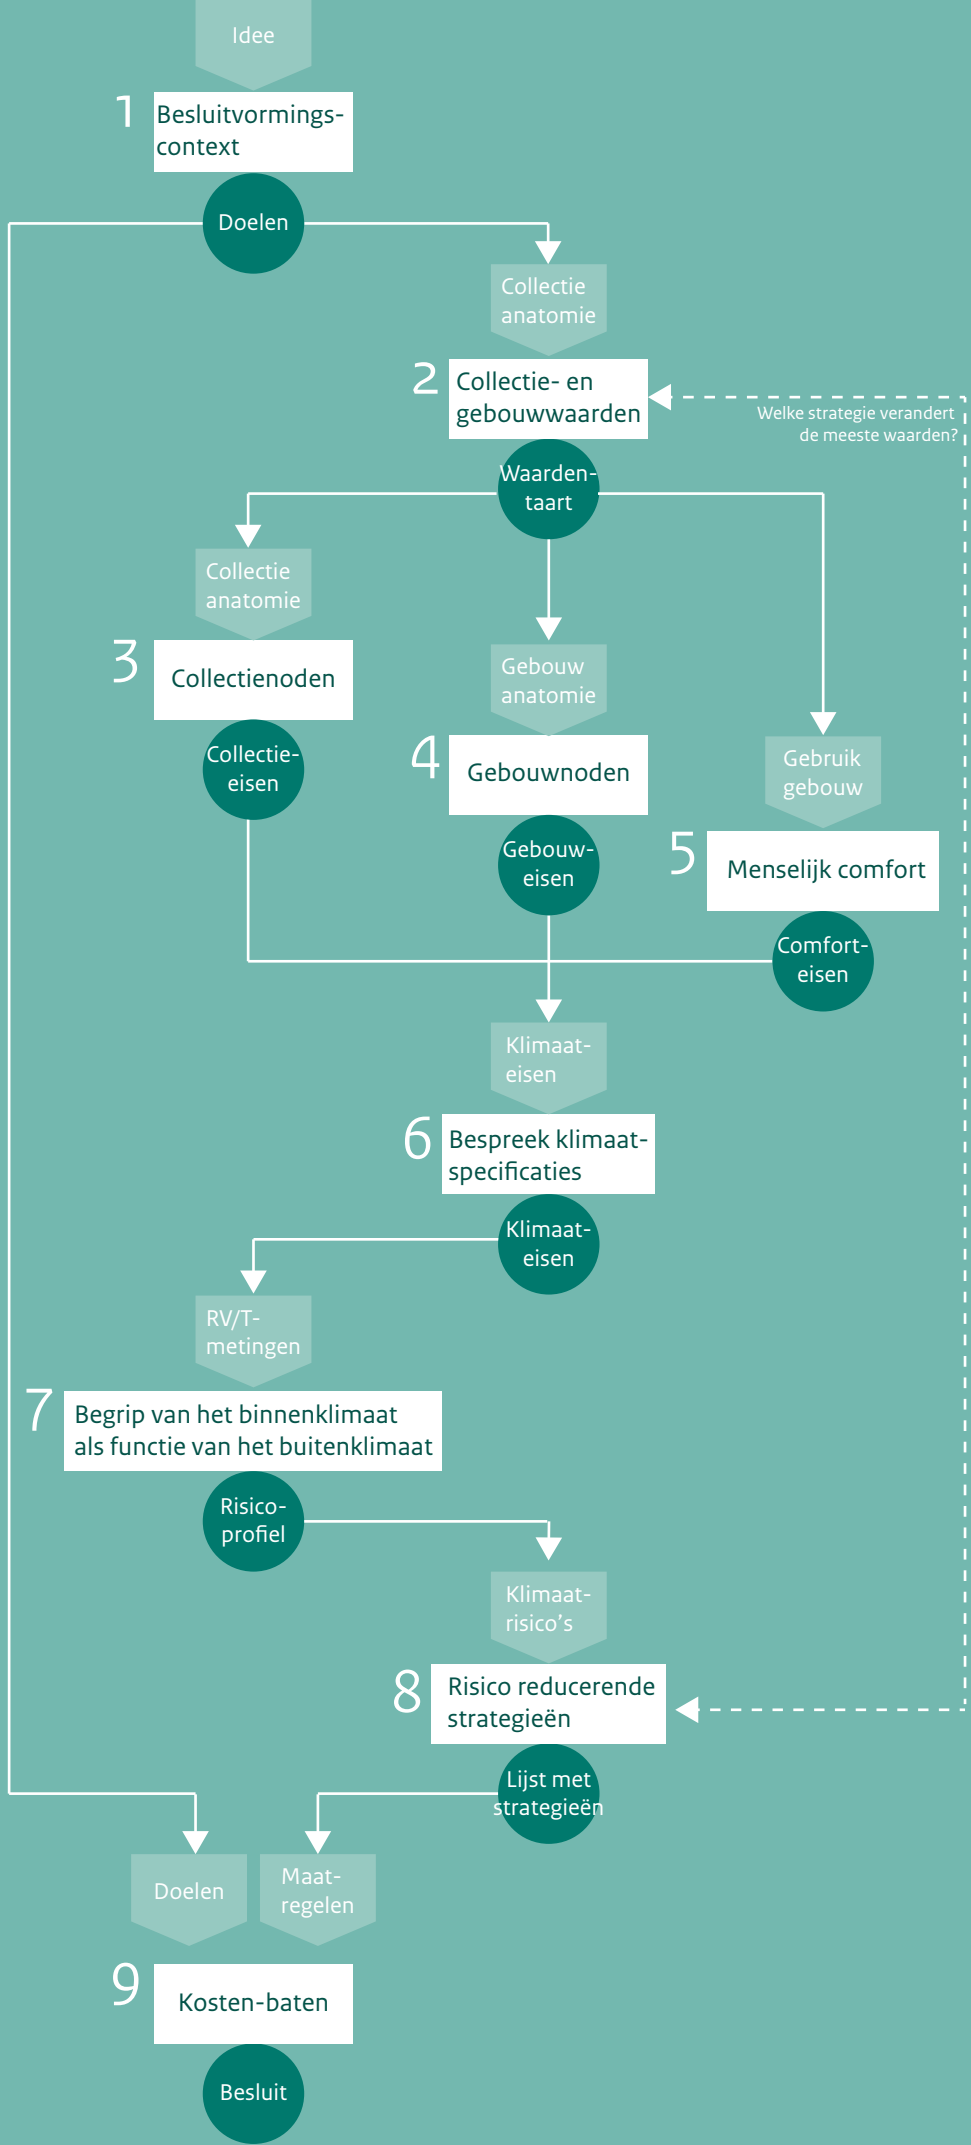 Idee
1
Besluitvormings-
context
Doelen
Collectie
anatomie
2
Collectie- en
gebouwwaarden
Welke strategie verandert
de meeste waarden?
Waarden-
taart
Collectie
anatomie
3
Collectienoden
Collectie-
eisen
Gebouw
anatomie
4
Gebouwnoden
Gebouw-
eisen
Gebruik
gebouw
5
Menselijk comfort
Comfort-
eisen
Klimaat-
eisen
6
Bespreek klimaat-
specificaties
Klimaat-
eisen
RV/T-
metingen
7
Begrip van het binnenklimaat
als functie van het buitenklimaat
Risico-
profiel
Klimaat-
risico’s
8
Risico reducerende
strategieën
Lijst met
strategieën
Doelen
Maat-
regelen
9
Kosten-baten
Besluit